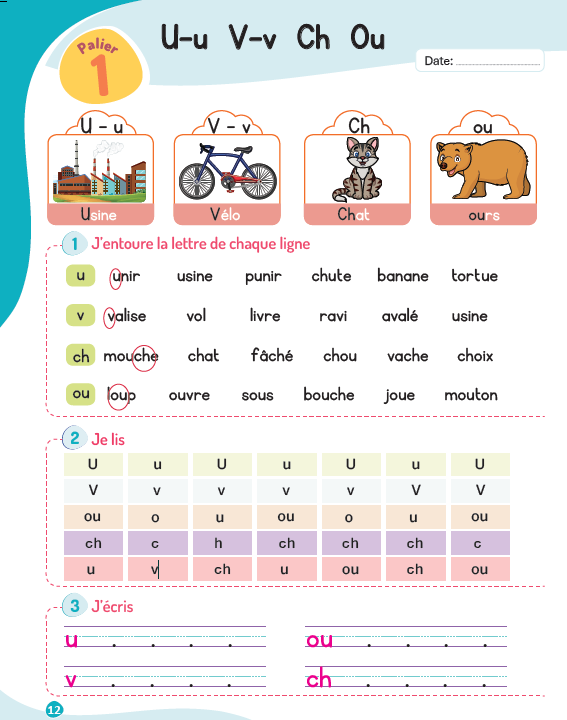 Palier
1
U-u V-v Ch Ou
Date:
U - u V - v Ch ou
Usine Vélo Chat ours
1 J'entoure la lettre de chaque ligne
u unir usine punir chute banane tortue
v valise vol livre ravi avalé usine
ch mouche chat fâché chou vache choix
ou loup ouvre sous bouche joue mouton
2 Je lis
U u U u U u U
V v v v v V V
ou o u ou o u ou
ch c h ch ch ch c
u v ch u ou ch ou
3 J'écris
u ou
v ch
12